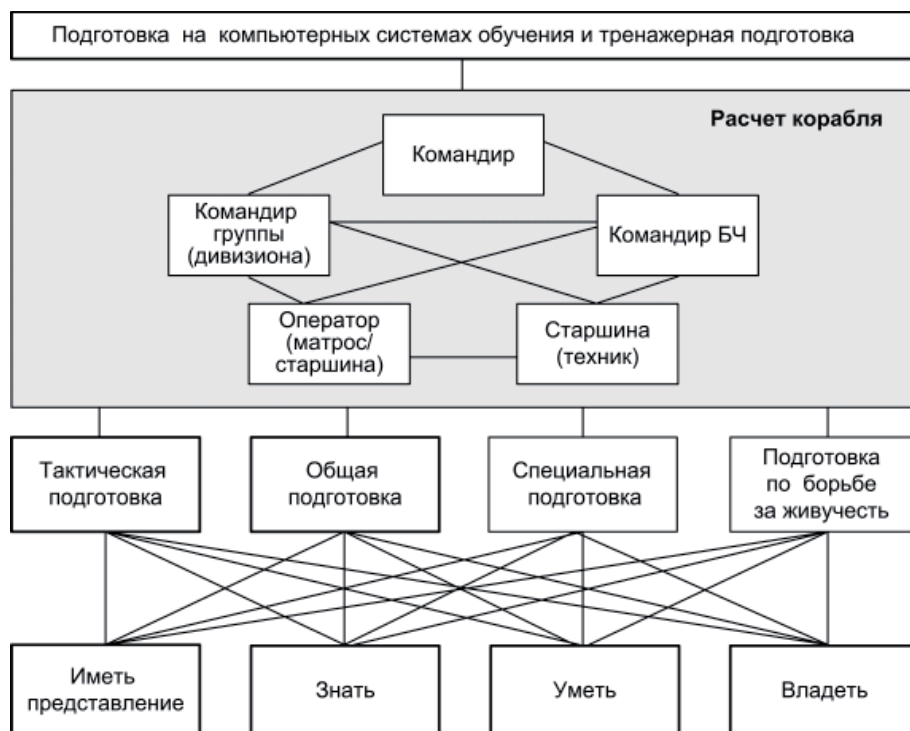 Подготовка на компьютерных системах обучения и тренажерная подготовка
Расчет корабля
Командир
Командир
группы
(дивизиона)
Командир БЧ
Оператор
(матрос/
старшина)
Старшина
(техник)
Тактическая
подготовка
Общая
подготовка
Специальная
подготовка
Подготовка
по борьбе
за живучесть
Иметь
представление
Знать
Уметь
Владеть